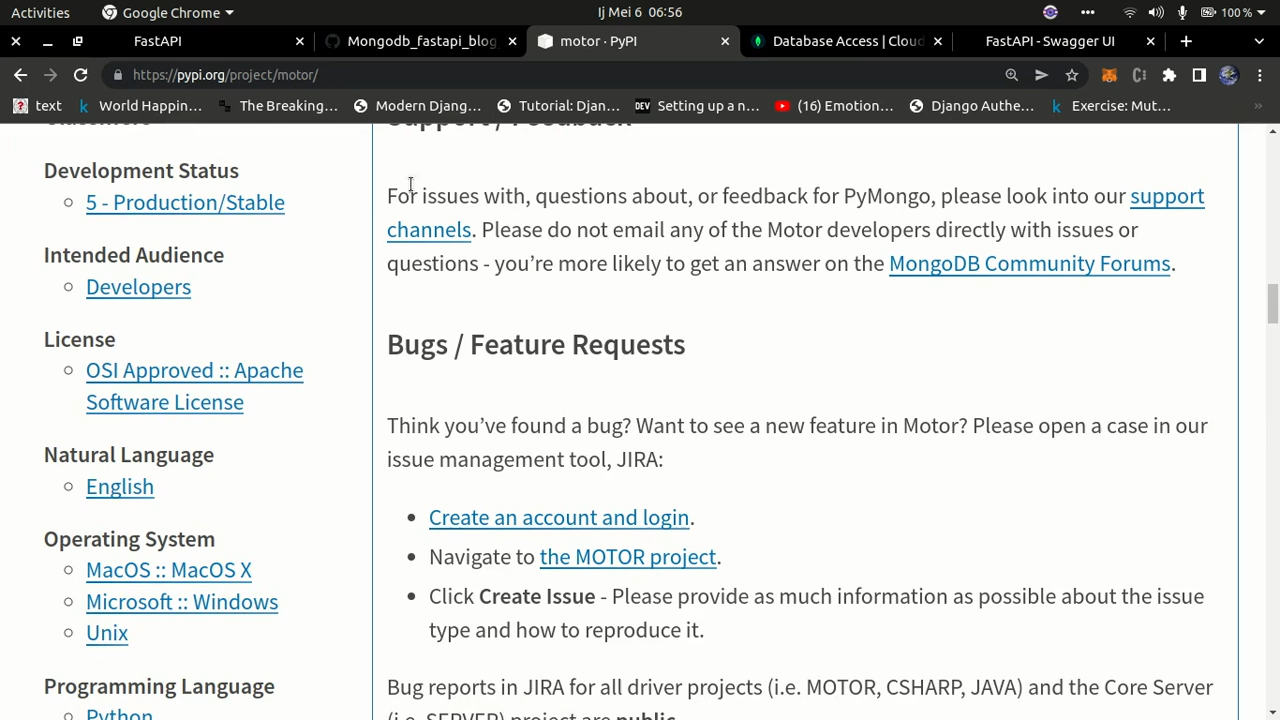 Activities
Google Chrome
Ij Mei 6 06:56
100 %
FastAPI
Mongodb_fastapi_blog
motor · PyPI
Database Access | Cloud
FastAPI - Swagger UI
https://pypi.org/project/motor/
text
World Happin...
The Breaking...
Modern Djang...
Tutorial: Djan...
DEV
Setting up a n...
(16) Emotion...
Django Authe...
Exercise: Mut...
»
Classifiers
Development Status
5 - Production/Stable
Intended Audience
Developers
License
OSI Approved :: Apache
Software License
Natural Language
English
Operating System
MacOS :: MacOS X
Microsoft :: Windows
Unix
Programming Language
Python
Support / Feedback
For issues with, questions about, or feedback for PyMongo, please look into our support
channels. Please do not email any of the Motor developers directly with issues or
questions - you’re more likely to get an answer on the MongoDB Community Forums.
Bugs / Feature Requests
Think you’ve found a bug? Want to see a new feature in Motor? Please open a case in our
issue management tool, JIRA:
Create an account and login.
Navigate to the MOTOR project.
Click Create Issue - Please provide as much information as possible about the issue
type and how to reproduce it.
Bug reports in JIRA for all driver projects (i.e. MOTOR, CSHARP, JAVA) and the Core Server
(i.e. SERVER) project are public.